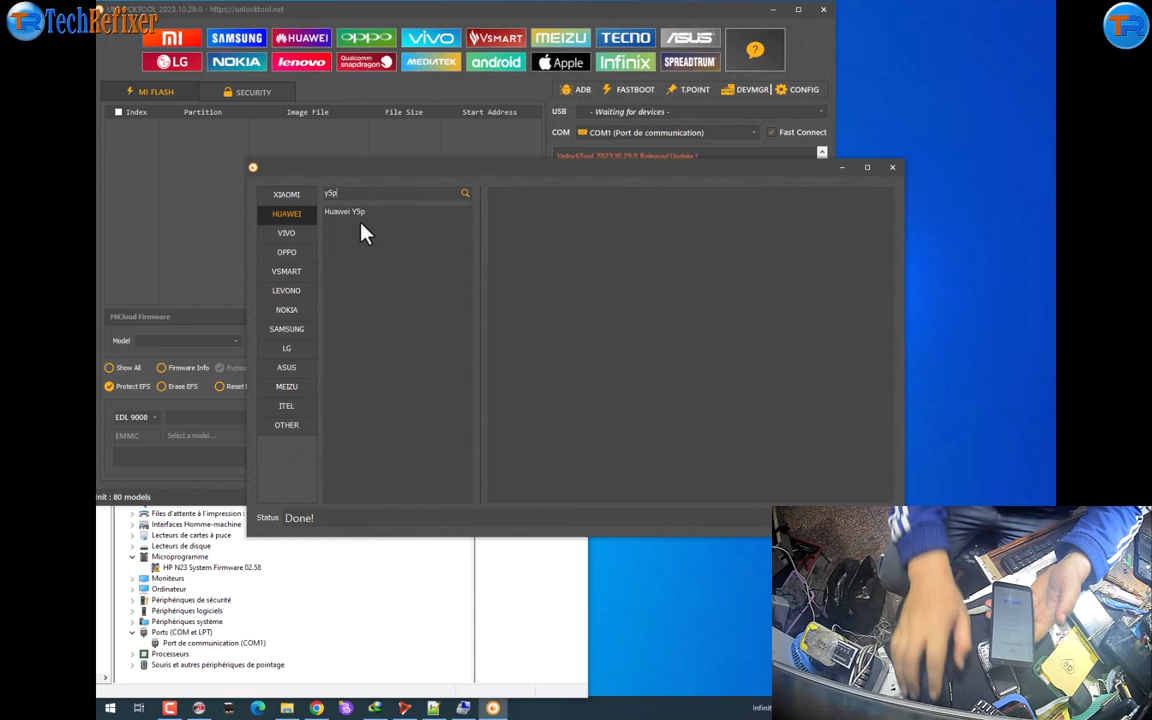 TechRefixer
UNLOCKTOOL 2023.10.29.0 - https://unlocktool.net
mi
SAMSUNG
HUAWEI
oppo
vivo
VSMART
MEIZU
TECNO
ASUS
LG
NOKIA
lenovo
Qualcomm
snapdragon
MEDIATEK
android
Apple
Infinix
SPREADTRUM
?
MI FLASH
SECURITY
ADB
FASTBOOT
T.POINT
DEVMGR
CONFIG
Index
Partition
Image File
File Size
Start Address
USB
- Waiting for devices -
COM
COM1 (Port de communication)
Fast Connect
UnlockTool 2023.10.29.0 Released Update !
XIAOMI
HUAWEI
VIVO
OPPO
VSMART
LEVONO
NOKIA
SAMSUNG
LG
ASUS
MEIZU
ITEL
OTHER
y5p
Huawei Y5p
MiCloud Firmware
Model
Show All
Firmware Info
Protect EFS
Erase EFS
EDL 9008
EMMC
Select a model...
Init : 80 models
Status
Done!
Files d'attente à l'impression :
Interfaces Homme-machine
Lecteurs de cartes à puce
Lecteurs de disque
Microprogramme
HP N23 System Firmware 02.58
Moniteurs
Ordinateur
Périphériques de sécurité
Périphériques logiciels
Périphériques système
Ports (COM et LPT)
Port de communication (COM1)
Processeurs
Souris et autres périphériques de pointage